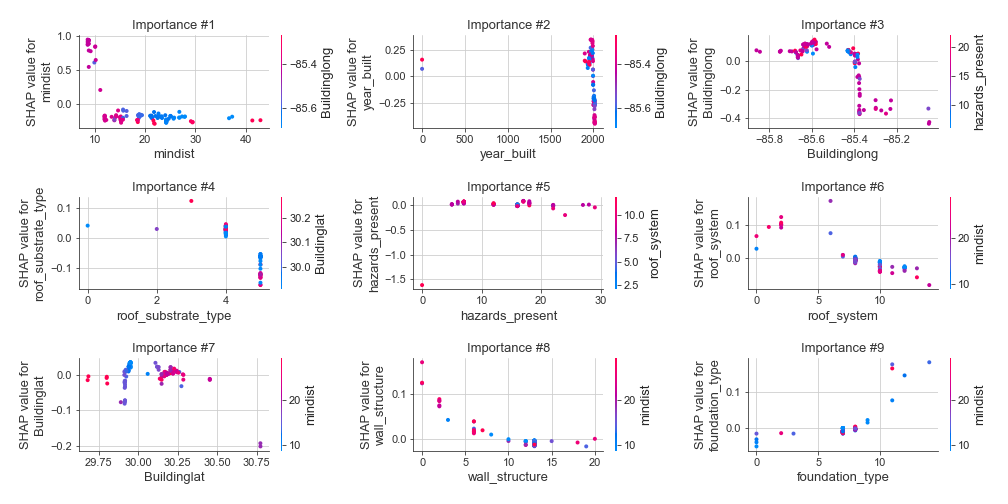 Importance #1
SHAP value for
mindist
1.0
0.5
0.0
10
20
30
40
mindist
−85.4
−85.6
Buildinglong
Importance #2
SHAP value for
year_built
0.25
0.00
−0.25
0
500
1000
1500
2000
year_built
−85.4
−85.6
Buildinglong
Importance #3
SHAP value for
Buildinglong
0.0
−0.2
−0.4
−85.8
−85.6
−85.4
−85.2
Buildinglong
20
15
10
hazards_present
Importance #4
SHAP value for
roof_substrate_type
0.1
0.0
−0.1
0
2
4
roof_substrate_type
30.2
30.1
30.0
Buildinglat
Importance #5
SHAP value for
hazards_present
0.0
−0.5
−1.0
−1.5
0
10
20
30
hazards_present
10.0
7.5
5.0
2.5
roof_system
Importance #6
SHAP value for
roof_system
0.1
0.0
0
5
10
roof_system
20
10
mindist
Importance #7
SHAP value for
Buildinglat
0.0
−0.1
−0.2
29.75
30.00
30.25
30.50
30.75
Buildinglat
20
10
mindist
Importance #8
SHAP value for
wall_structure
0.1
0.0
0
5
10
15
20
wall_structure
20
10
mindist
Importance #9
SHAP value for
foundation_type
0.1
0.0
0
5
10
foundation_type
20
10
mindist